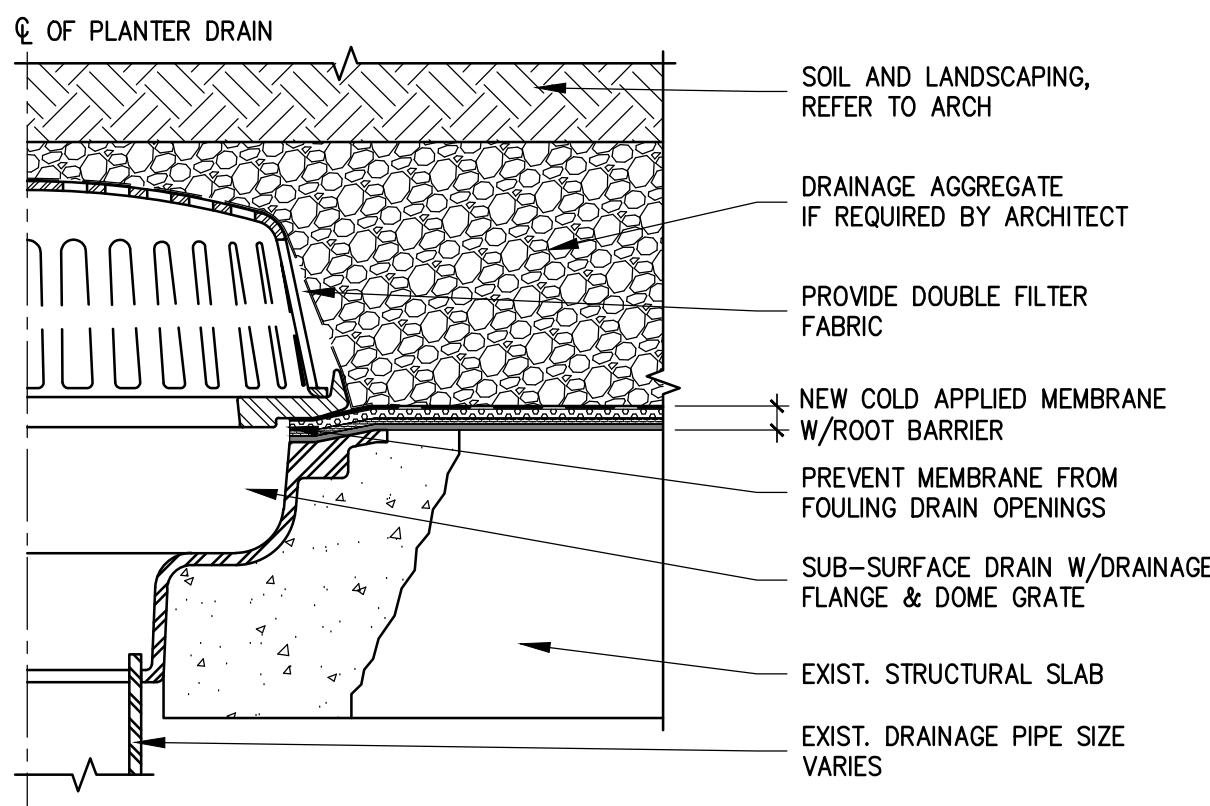 ℄ OF PLANTER DRAIN
SOIL AND LANDSCAPING,
REFER TO ARCH
DRAINAGE AGGREGATE
IF REQUIRED BY ARCHITECT
PROVIDE DOUBLE FILTER
FABRIC
NEW COLD APPLIED MEMBRANE
W/ROOT BARRIER
PREVENT MEMBRANE FROM
FOULING DRAIN OPENINGS
SUB-SURFACE DRAIN W/DRAINAGE
FLANGE & DOME GRATE
EXIST. STRUCTURAL SLAB
EXIST. DRAINAGE PIPE SIZE
VARIES